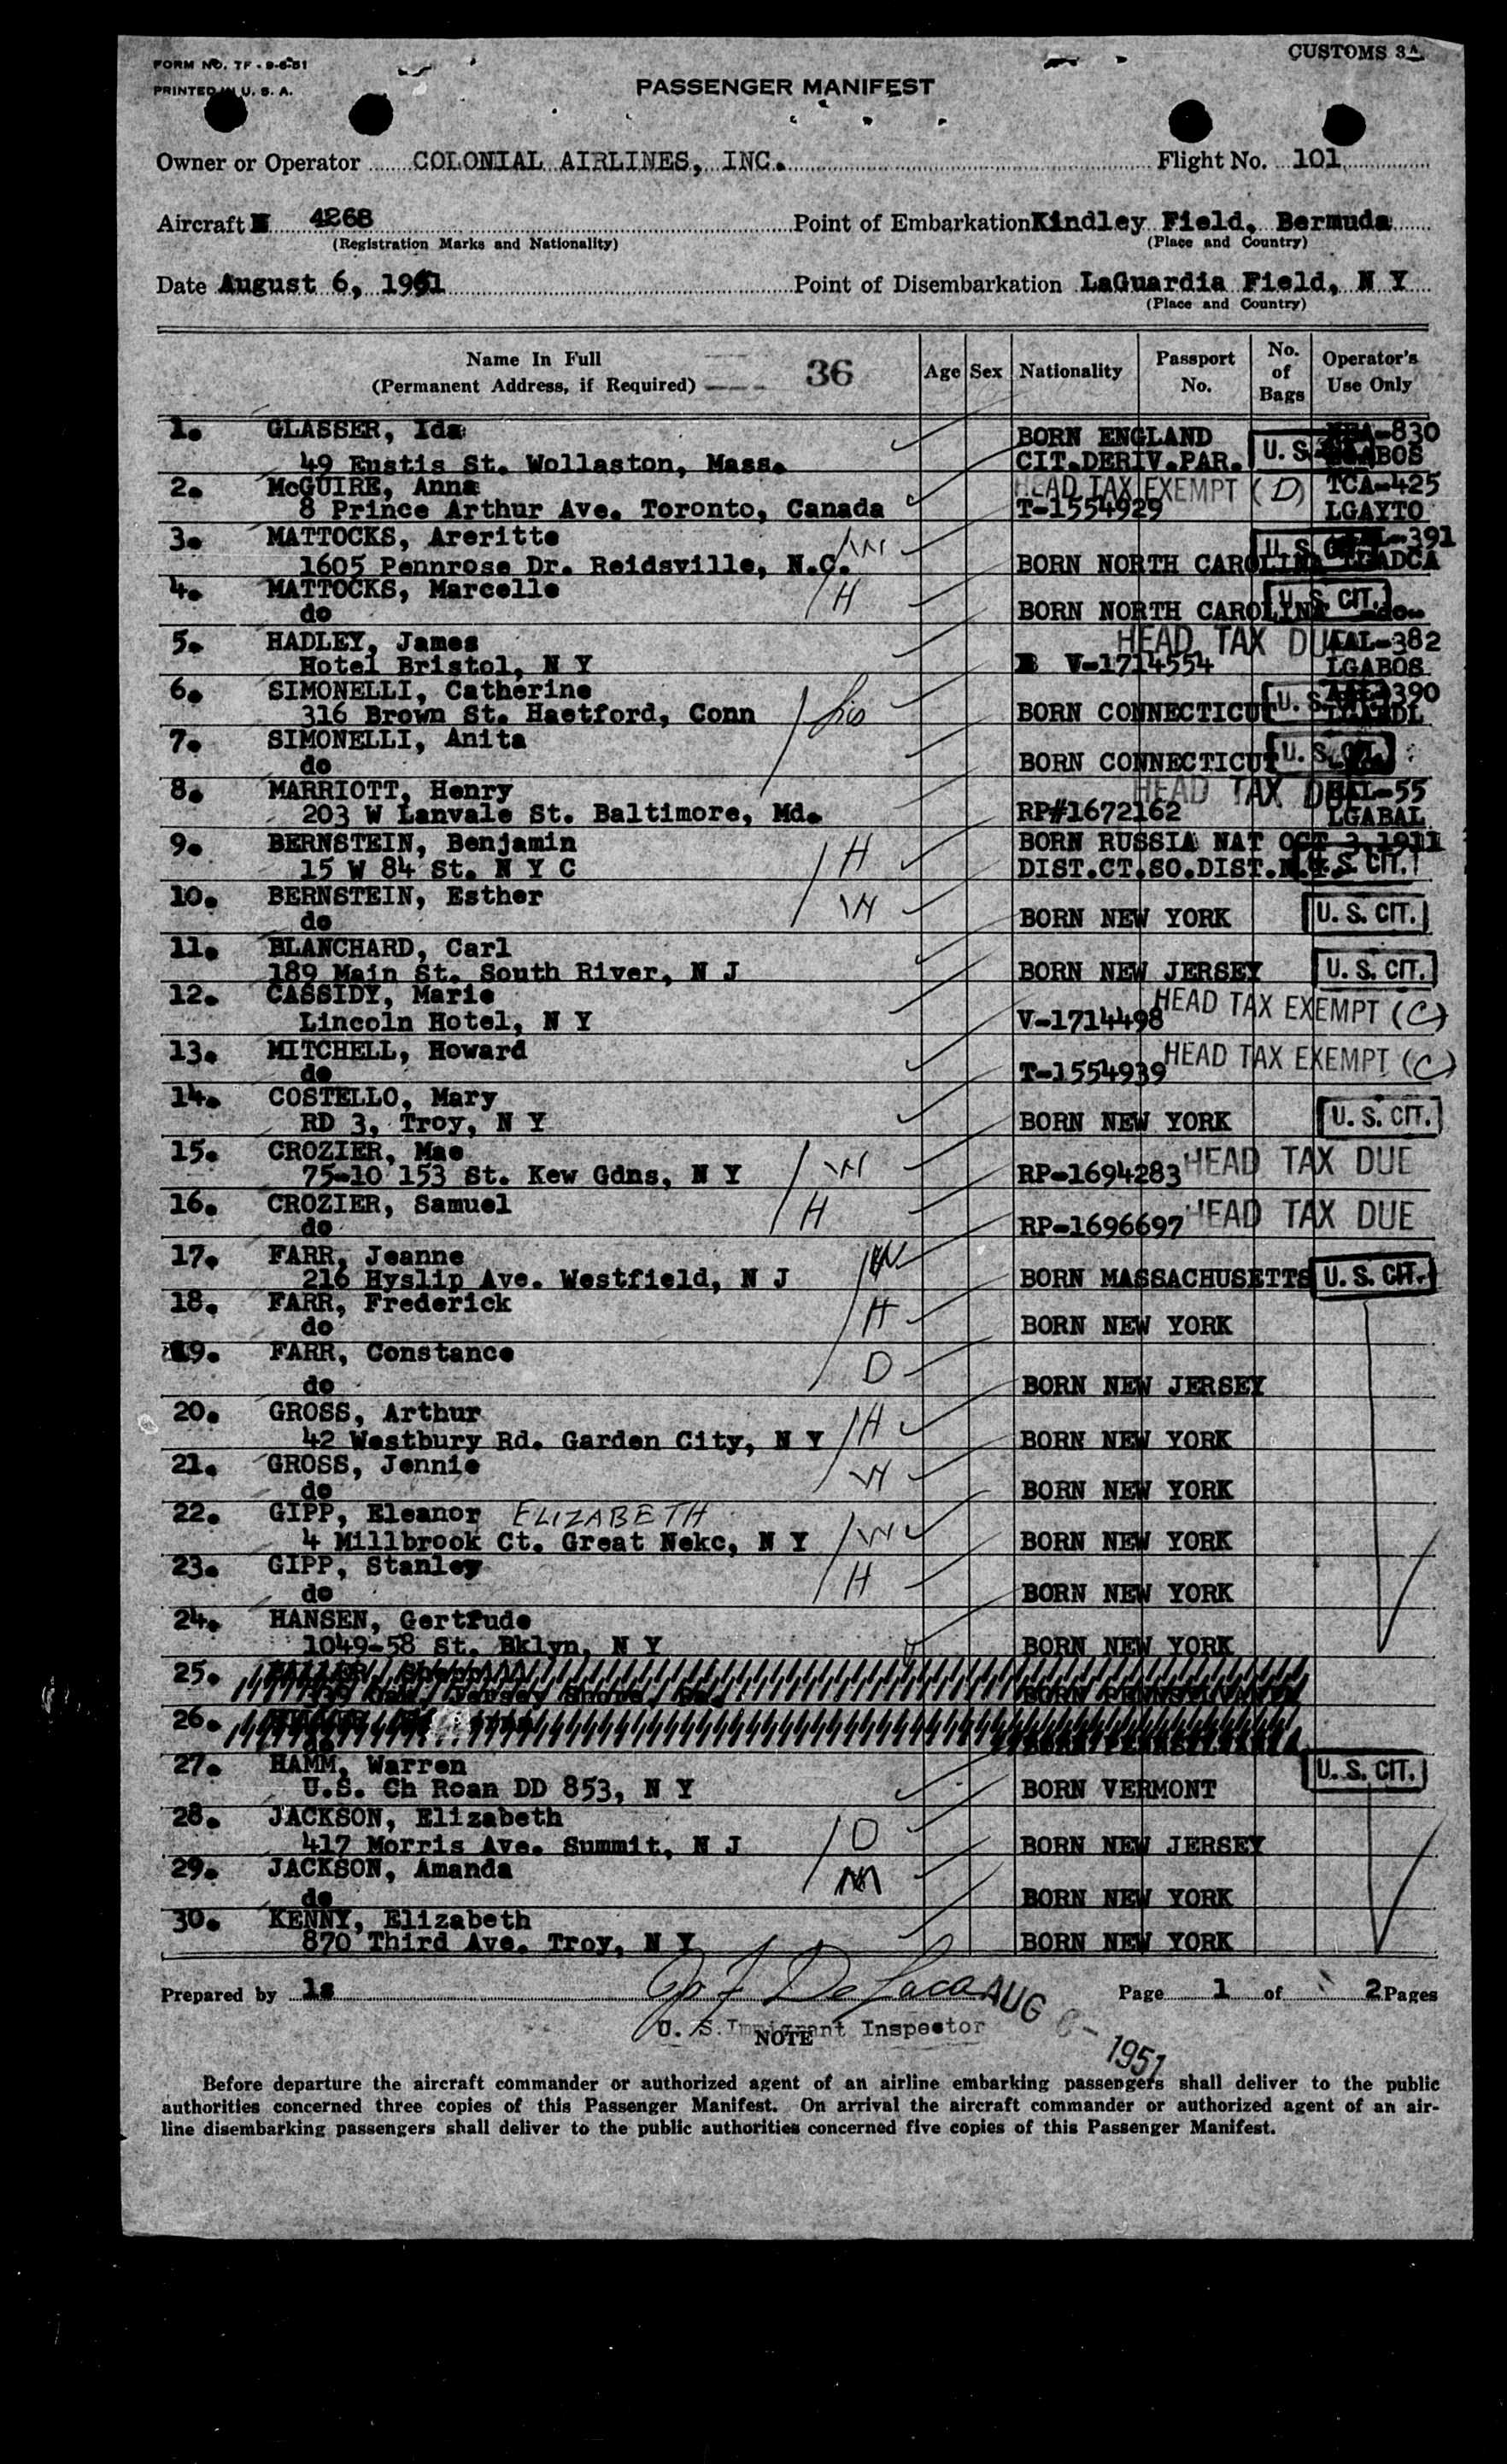 FORM NO. TF - 9-6-51
PRINTED IN U. S. A.
CUSTOMS 3A
PASSENGER MANIFEST
Owner or Operator COLONIAL AIRLINES, INC. Flight No. 101
Aircraft N 4268 Point of Embarkation Kindley Field, Bermuda
(Registration Marks and Nationality) (Place and Country)
Date August 6, 1951 Point of Disembarkation LaGuardia Field, N Y
(Place and Country)
Name In Full 36 Age Sex Nationality Passport No. No. of Bags Operator's Use Only
(Permanent Address, if Required)
1. GLASSER, Ida BORN ENGLAND -830
49 Eustis St. Wollaston, Mass. CIT.DERIV.PAR. U. S. BOS
2. McGUIRE, Anna HEAD TAX EXEMPT (D) TCA-425
8 Prince Arthur Ave. Toronto, Canada T-1554929 LGAYTO
3. MATTOCKS, Areritte W U. S. -391
1605 Pennrose Dr. Reidsville, N.C. BORN NORTH CAROLINA LGADCA
4. MATTOCKS, Marcelle H U. S. CIT.
do BORN NORTH CAROLINA -do-
5. HADLEY, James HEAD TAX DUE AAL-382
Hotel Bristol, N Y V-1714554 LGABOS
6. SIMONELLI, Catherine Sis U. S. 390
316 Brown St. Haetford, Conn BORN CONNECTICUT
7. SIMONELLI, Anita U. S. CIT.
do BORN CONNECTICUT
8. MARRIOTT, Henry HEAD TAX DUE -55
203 W Lanvale St. Baltimore, Md. RP#1672162 LGABAL
9. BERNSTEIN, Benjamin H BORN RUSSIA NAT OCT 3 1911
15 W 84 St. N Y C DIST.CT.SO.DIST.N.Y. U. S. CIT.
10. BERNSTEIN, Esther W
do BORN NEW YORK U. S. CIT.
11. BLANCHARD, Carl
189 Main St. South River, N J BORN NEW JERSEY U. S. CIT.
12. CASSIDY, Marie HEAD TAX EXEMPT (C)
Lincoln Hotel, N Y V-1714498
13. MITCHELL, Howard HEAD TAX EXEMPT (C)
do T-1554939
14. COSTELLO, Mary
RD 3, Troy, N Y BORN NEW YORK U. S. CIT.
15. CROZIER, Mae W
75-10 153 St. Kew Gdns, N Y RP-1694283 HEAD TAX DUE
16. CROZIER, Samuel H
do RP-1696697 HEAD TAX DUE
17. FARR, Jeanne W
216 Hyslip Ave. Westfield, N J BORN MASSACHUSETTS U. S. CIT.
18. FARR, Frederick H
do BORN NEW YORK
19. FARR, Constance D
do BORN NEW JERSEY
20. GROSS, Arthur H
42 Westbury Rd. Garden City, N Y BORN NEW YORK
21. GROSS, Jennie W
do BORN NEW YORK
22. GIPP, Eleanor ELIZABETH
4 Millbrook Ct. Great Nekc, N Y W BORN NEW YORK
23. GIPP, Stanley H
do BORN NEW YORK
24. HANSEN, Gertrude
1049-58 St. Bklyn, N Y BORN NEW YORK
25.
26.
27. HAMM, Warren U. S. CIT.
U.S. Ch Roan DD 853, N Y BORN VERMONT
28. JACKSON, Elizabeth D
417 Morris Ave. Summit, N J BORN NEW JERSEY
29. JACKSON, Amanda M
do BORN NEW YORK
30. KENNY, Elizabeth
870 Third Ave. Troy, N Y BORN NEW YORK
Prepared by ls AUG 6 - 1951 Page 1 of 2 Pages
U. S. Immigrant Inspector
NOTE
Before departure the aircraft commander or authorized agent of an airline embarking passengers shall deliver to the public
authorities concerned three copies of this Passenger Manifest. On arrival the aircraft commander or authorized agent of an air-
line disembarking passengers shall deliver to the public authorities concerned five copies of this Passenger Manifest.